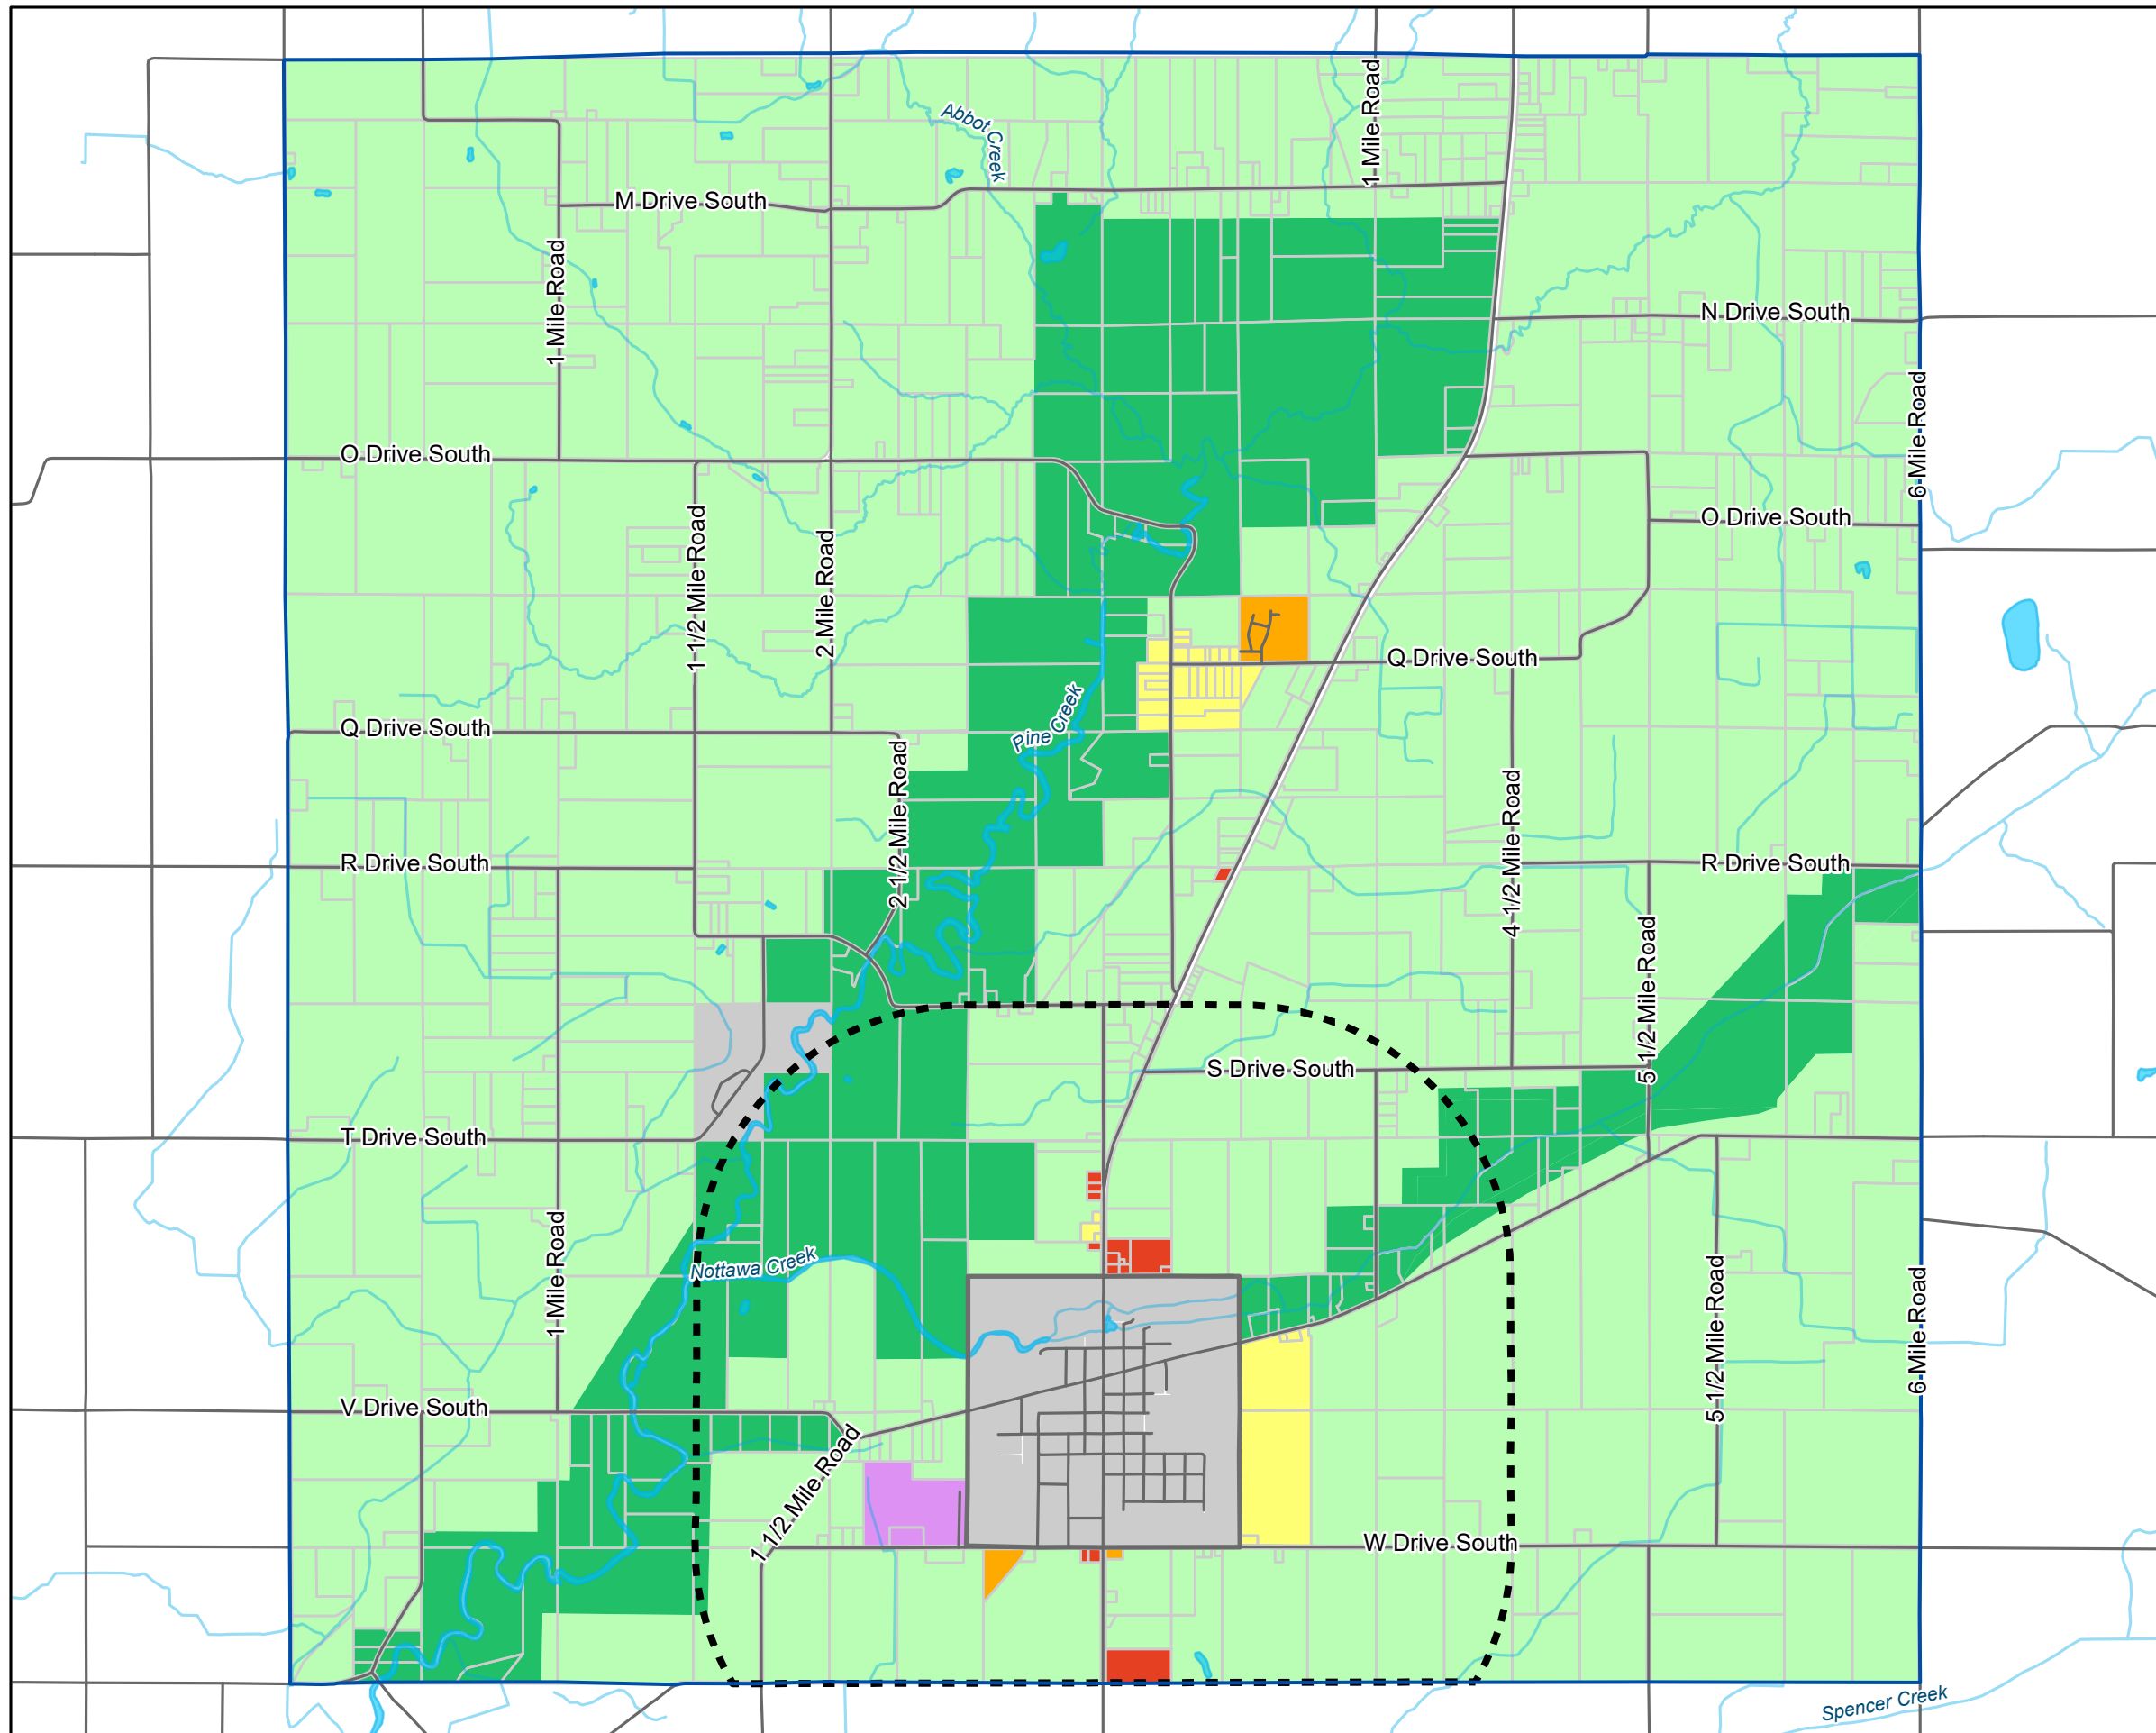 1 Mile Road
Abbot Creek
M Drive South
1 Mile Road
N Drive South
6 Mile Road
O Drive South
1-1/2 Mile Road
2 Mile Road
O Drive South
Q Drive South
Pine Creek
Q Drive South
2 1/2 Mile Road
4 1/2 Mile Road
R Drive South
R Drive South
5 1/2 Mile Road
S Drive South
T Drive South
1 Mile Road
Nottawa Creek
5 1/2 Mile Road
6 Mile Road
V Drive South
1 1/2 Mile Road
W Drive South
Spencer Creek